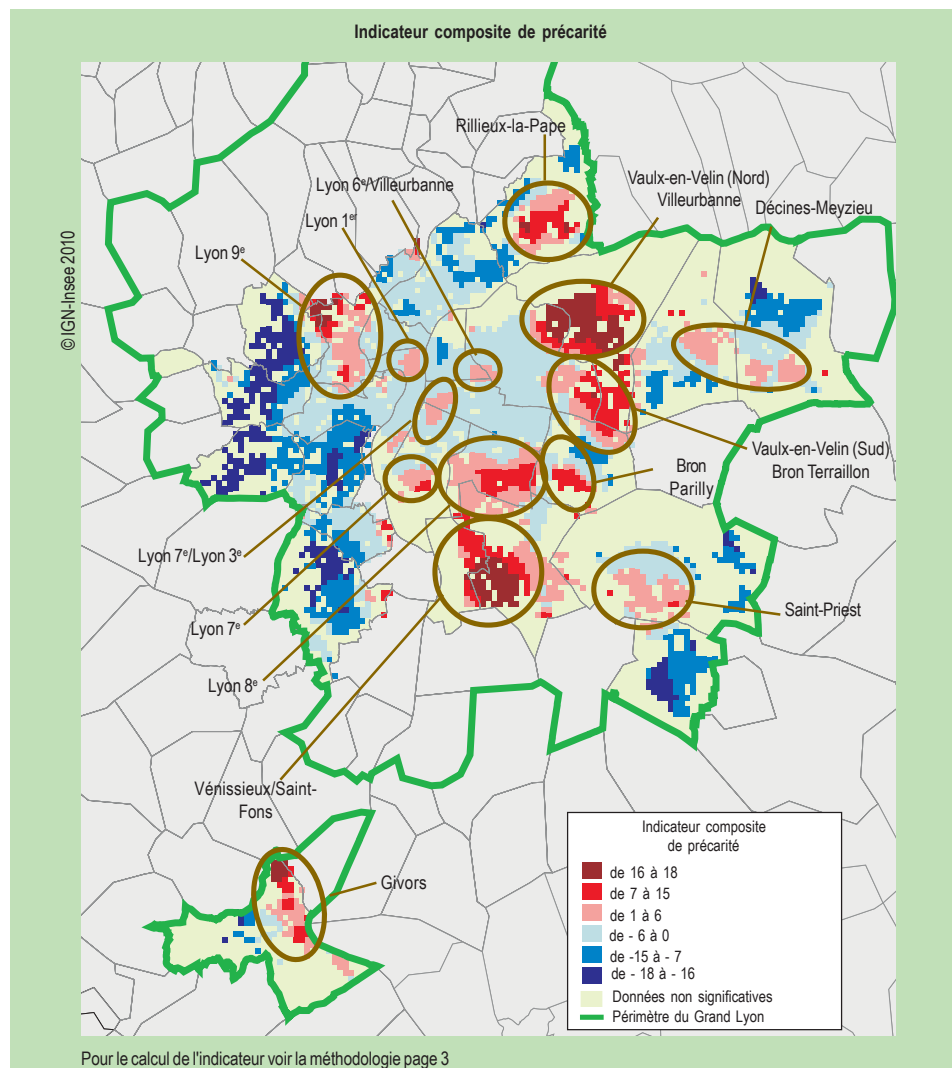 Indicateur composite de précarité
Rillieux-la-Pape
Vaulx-en-Velin (Nord)
Villeurbanne
Lyon 6e/Villeurbanne
Décines-Meyzieu
Lyon 1er
Lyon 9e
© IGN-Insee 2010
Vaulx-en-Velin (Sud)
Bron Terraillon
Bron
Parilly
Lyon 7e/Lyon 3e
Saint-Priest
Lyon 7e
Lyon 8e
Vénissieux/Saint-
Fons
Givors
Indicateur composite
de précarité
de 16 à 18
de 7 à 15
de 1 à 6
de - 6 à 0
de -15 à - 7
de - 18 à - 16
Données non significatives
Périmètre du Grand Lyon
Pour le calcul de l'indicateur voir la méthodologie page 3